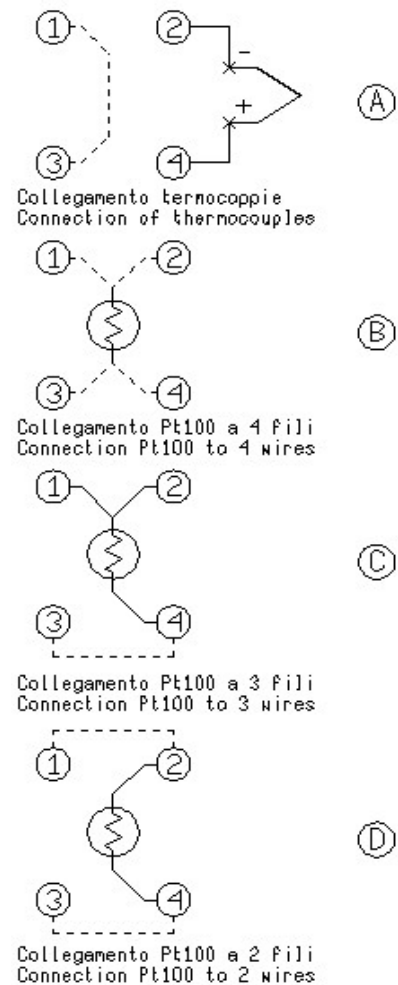 1 2
- 
+
A
3 4
Collegamento termocoppie
Connection of thermocouples
1 2
B
3 4
Collegamento Pt100 a 4 fili
Connection Pt100 to 4 wires
1 2
C
3 4
Collegamento Pt100 a 3 fili
Connection Pt100 to 3 wires
1 2
D
3 4
Collegamento Pt100 a 2 fili
Connection Pt100 to 2 wires